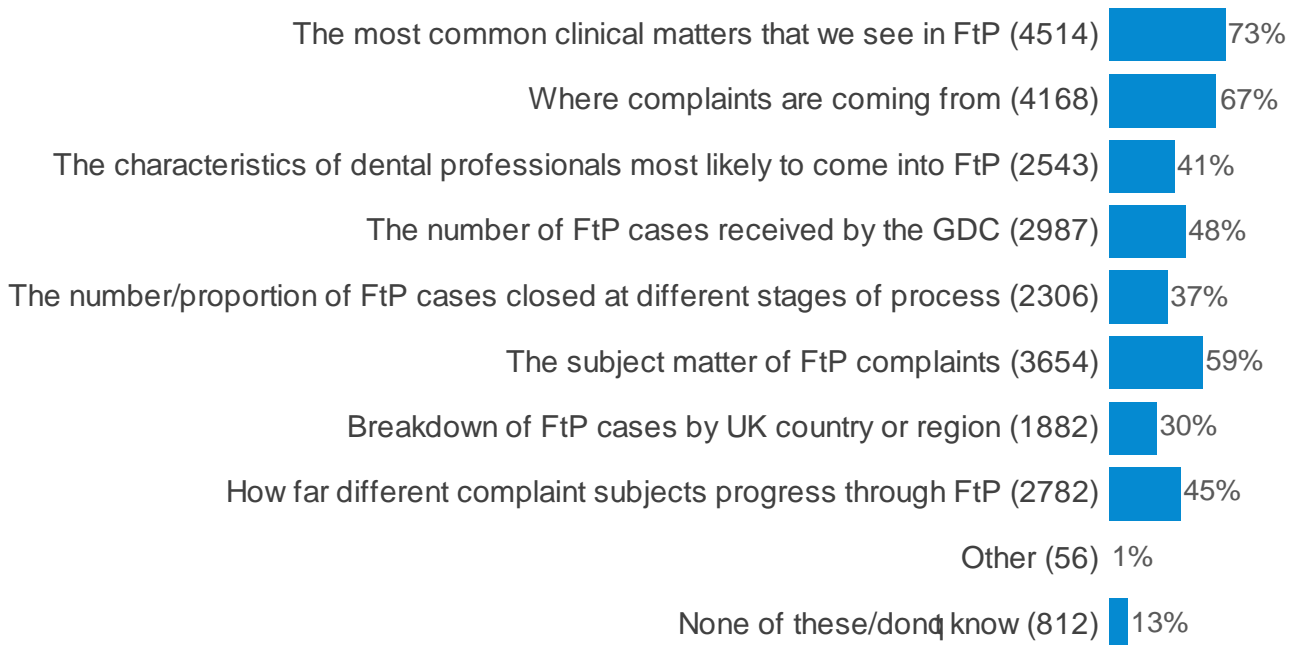 The most common clinical matters that we see in FtP (4514) 73%
Where complaints are coming from (4168) 67%
The characteristics of dental professionals most likely to come into FtP (2543) 41%
The number of FtP cases received by the GDC (2987) 48%
The number/proportion of FtP cases closed at different stages of process (2306) 37%
The subject matter of FtP complaints (3654) 59%
Breakdown of FtP cases by UK country or region (1882) 30%
How far different complaint subjects progress through FtP (2782) 45%
Other (56) 1%
None of these/ know (812) 13%